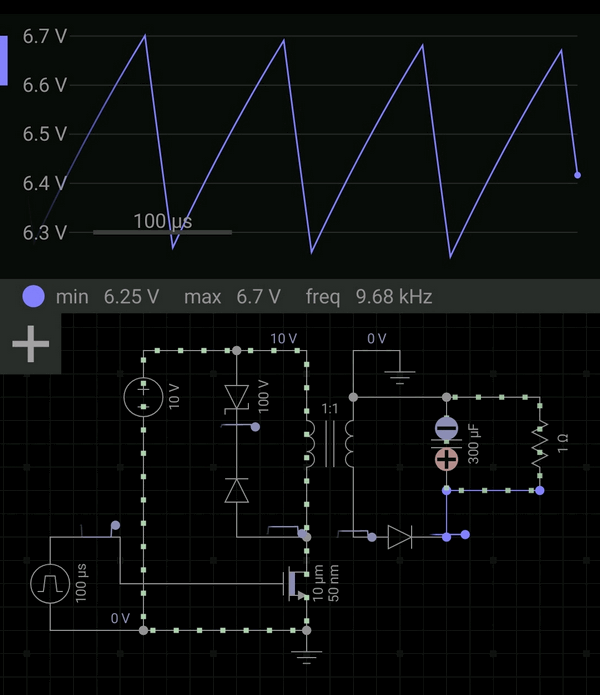 6.7 V
6.6 V
6.5 V
6.4 V
100 µs
6.3 V
min 6.25 V max 6.7 V freq 9.68 kHz
10 V
0 V
10 V
100 V
1:1
300 µF
1 Ω
100 µs
10 µm
50 nm
0 V